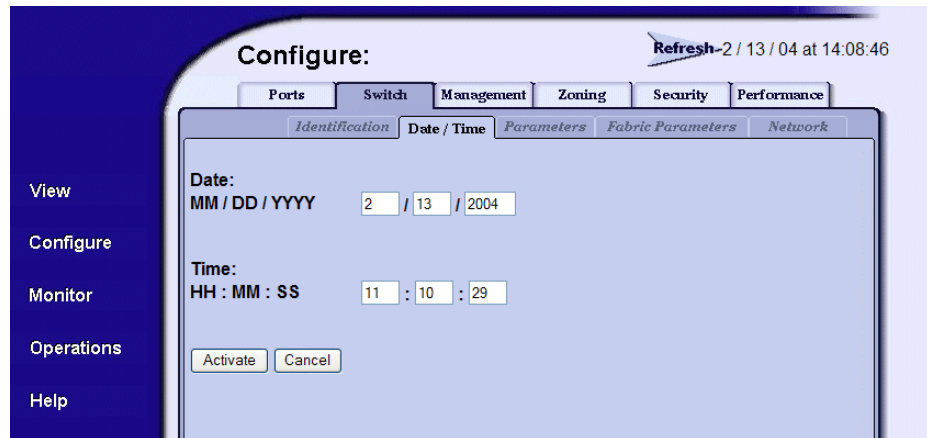 Configure:
Refresh-2 / 13 / 04 at 14:08:46
Ports Switch Management Zoning Security Performance
Identification Date / Time Parameters Fabric Parameters Network
View
Configure
Monitor
Operations
Help
Date:
MM / DD / YYYY 2 / 13 / 2004
Time:
HH : MM : SS 11 : 10 : 29
Activate Cancel